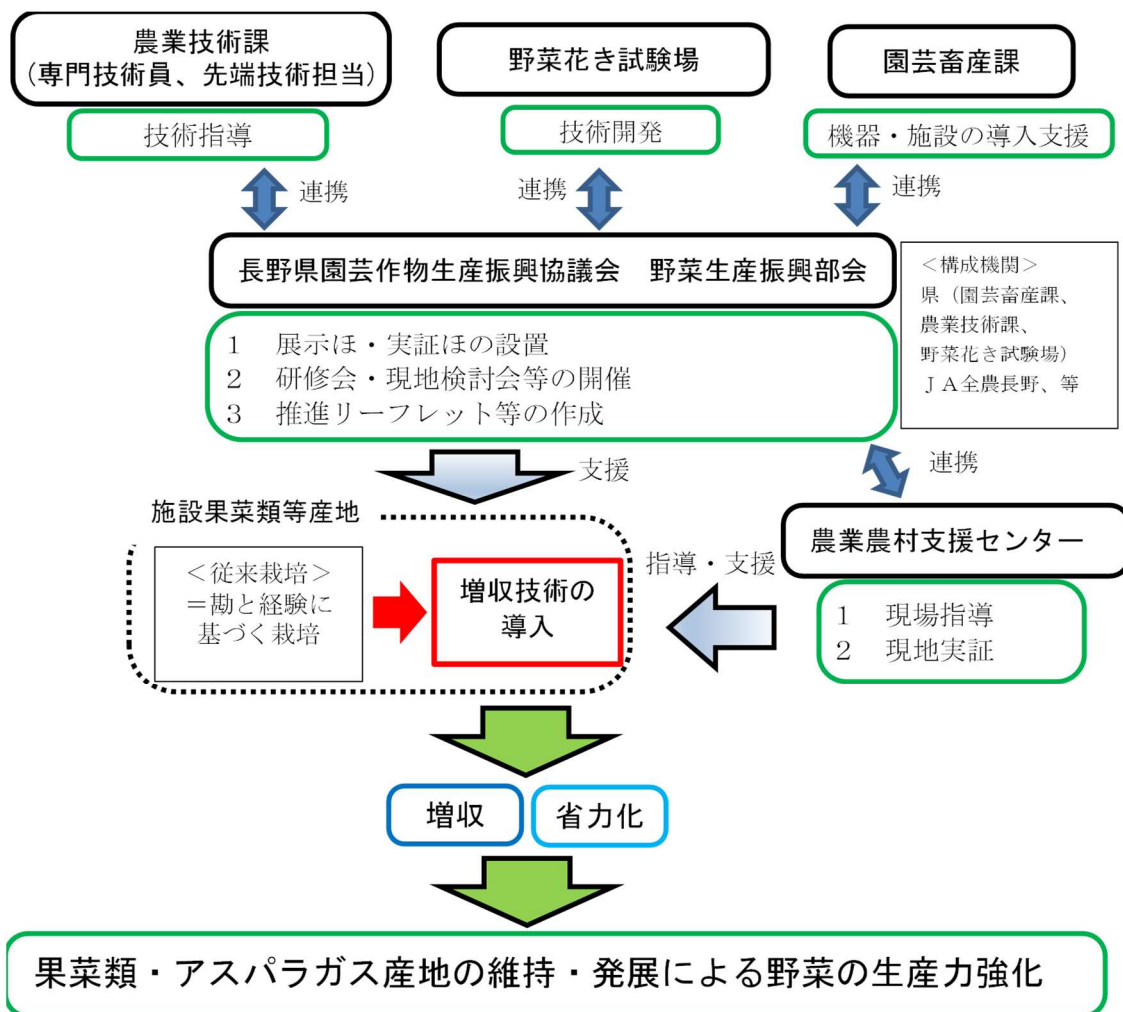 農業技術課
(専門技術員、先端技術担当)
技術指導
野菜花き試験場
技術開発
園芸畜産課
機器・施設の導入支援
連携
連携
連携
長野県園芸作物生産振興協議会　野菜生産振興部会
1　展示ほ・実証ほの設置
2　研修会・現地検討会等の開催
3　推進リーフレット等の作成
＜構成機関＞
県（園芸畜産課、
農業技術課、
野菜花き試験場）
ＪＡ全農長野、等
支援
連携
施設果菜類等産地
＜従来栽培＞
＝勘と経験に
基づく栽培
増収技術の
導入
指導・支援
農業農村支援センター
1　現場指導
2　現地実証
増収
省力化
果菜類・アスパラガス産地の維持・発展による野菜の生産力強化